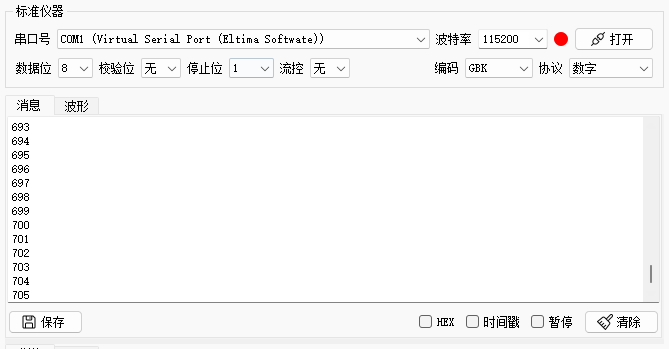 标准仪器
串口号 COM1 (Virtual Serial Port (Eltima Softwate)) 波特率 115200 打开
数据位 8 校验位 无 停止位 1 流控 无 编码 GBK 协议 数字
消息 波形
693
694
695
696
697
698
699
700
701
702
703
704
705
保存 HEX 时间戳 暂停 清除